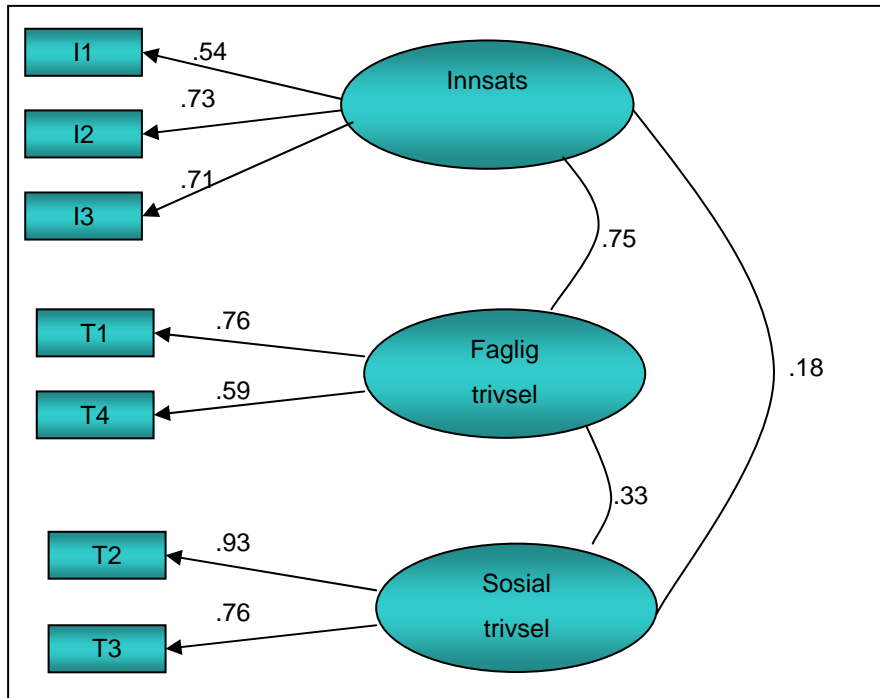 I1
.54
Innsats
.73
I2
.71
I3
.75
T1
.76
Faglig
trivsel
.18
.59
T4
.33
T2
.93
Sosial
trivsel
.76
T3